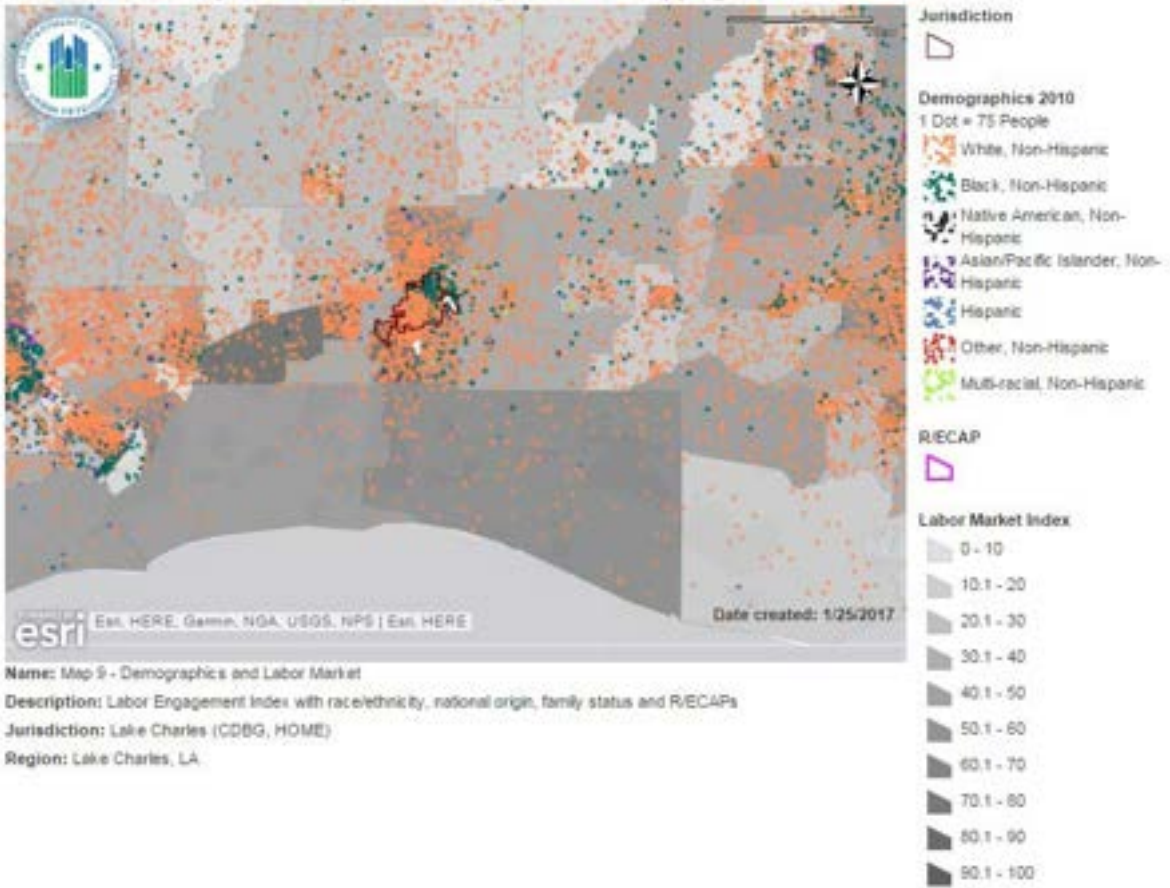 Jurisdiction
Demographics 2010
1 Dot = 75 People
White, Non-Hispanic
Black, Non-Hispanic
Native American, Non-
Hispanic
Asian/Pacific Islander, Non-
Hispanic
Hispanic
Other, Non-Hispanic
Multi-racial, Non-Hispanic
R/ECAP
Labor Market Index
0 - 10
10.1 - 20
20.1 - 30
30.1 - 40
40.1 - 50
50.1 - 60
60.1 - 70
70.1 - 80
80.1 - 90
90.1 - 100
esri
Esri, HERE, Garmin, NGA, USGS, NPS | Esri, HERE
Date created: 1/25/2017
Name: Map 9 - Demographics and Labor Market
Description: Labor Engagement Index with race/ethnicity, national origin, family status and R/ECAPs
Jurisdiction: Lake Charles (CDBG, HOME)
Region: Lake Charles, LA